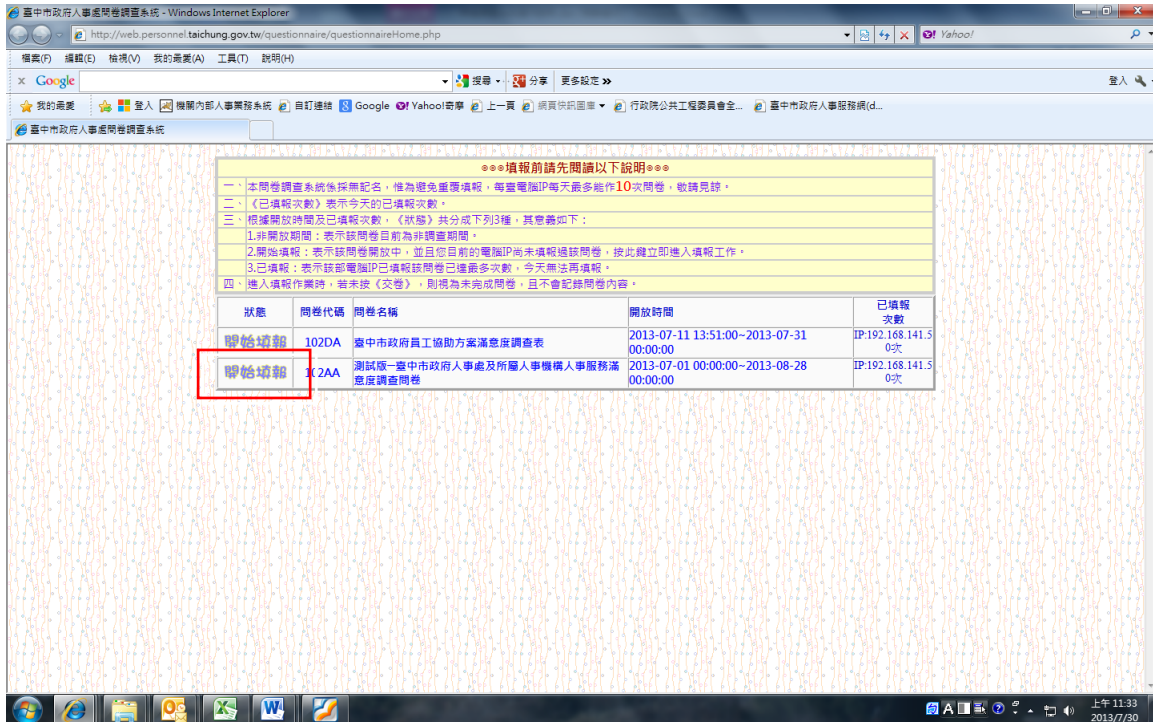 臺中市政府人事處問卷調查系統 - Windows Internet Explorer
http://web.personnel.taichung.gov.tw/questionnaire/questionnaireHome.php
Yahoo!
檔案(F) 編輯(E) 檢視(V) 我的最愛(A) 工具(T) 說明(H)
x Google 搜尋 分享 更多設定 » 登入
我的最愛 登入 機關內部人事業務系統 自訂連結 Google Yahoo!奇摩 上一頁 網頁快訊圖庫 行政院公共工程委員會全... 臺中市政府人事服務網(d...
臺中市政府人事處問卷調查系統
⊙⊙⊙填報前請先閱讀以下說明⊙⊙⊙
一、本問卷調查系統係採無記名，惟為避免重覆填報，每臺電腦IP每天最多能作10次問卷，敬請見諒。
二、《已填報次數》表示今天的已填報次數。
三、根據開放時間及已填報次數，《狀態》共分成下列3種，其意義如下：
1.非開放期間：表示該問卷目前為非調查期間。
2.開始填報：表示該問卷開放中，並且您目前的電腦IP尚未填報過該問卷，按此鍵立即進入填報工作。
3.已填報：表示該部電腦IP已填報該問卷已達最多次數，今天無法再填報。
四、進入填報作業時，若未按《交卷》，則視為未完成問卷，且不會記錄問卷內容。
狀態 問卷代碼 問卷名稱 開放時間 已填報
次數
開始填報 102DA 臺中市政府員工協助方案滿意度調查表 2013-07-11 13:51:00~2013-07-31 IP:192.168.141.5
00:00:00 0次
開始填報 102AA 測試版─臺中市政府人事處及所屬人事機構人事服務滿 2013-07-01 00:00:00~2013-08-28 IP:192.168.141.5
意度調查問卷 00:00:00 0次
A
上午 11:33
2013/7/30